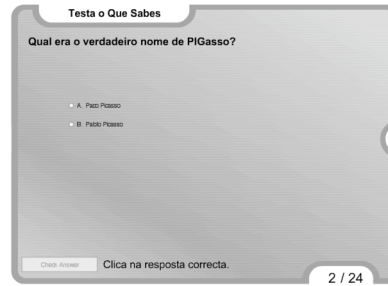 Testa o Que Sabes
Qual era o verdadeiro nome de PIGasso?
A. Paco Picasso
B. Pablo Picasso
Check Answer
Clica na resposta correcta.
2 / 24